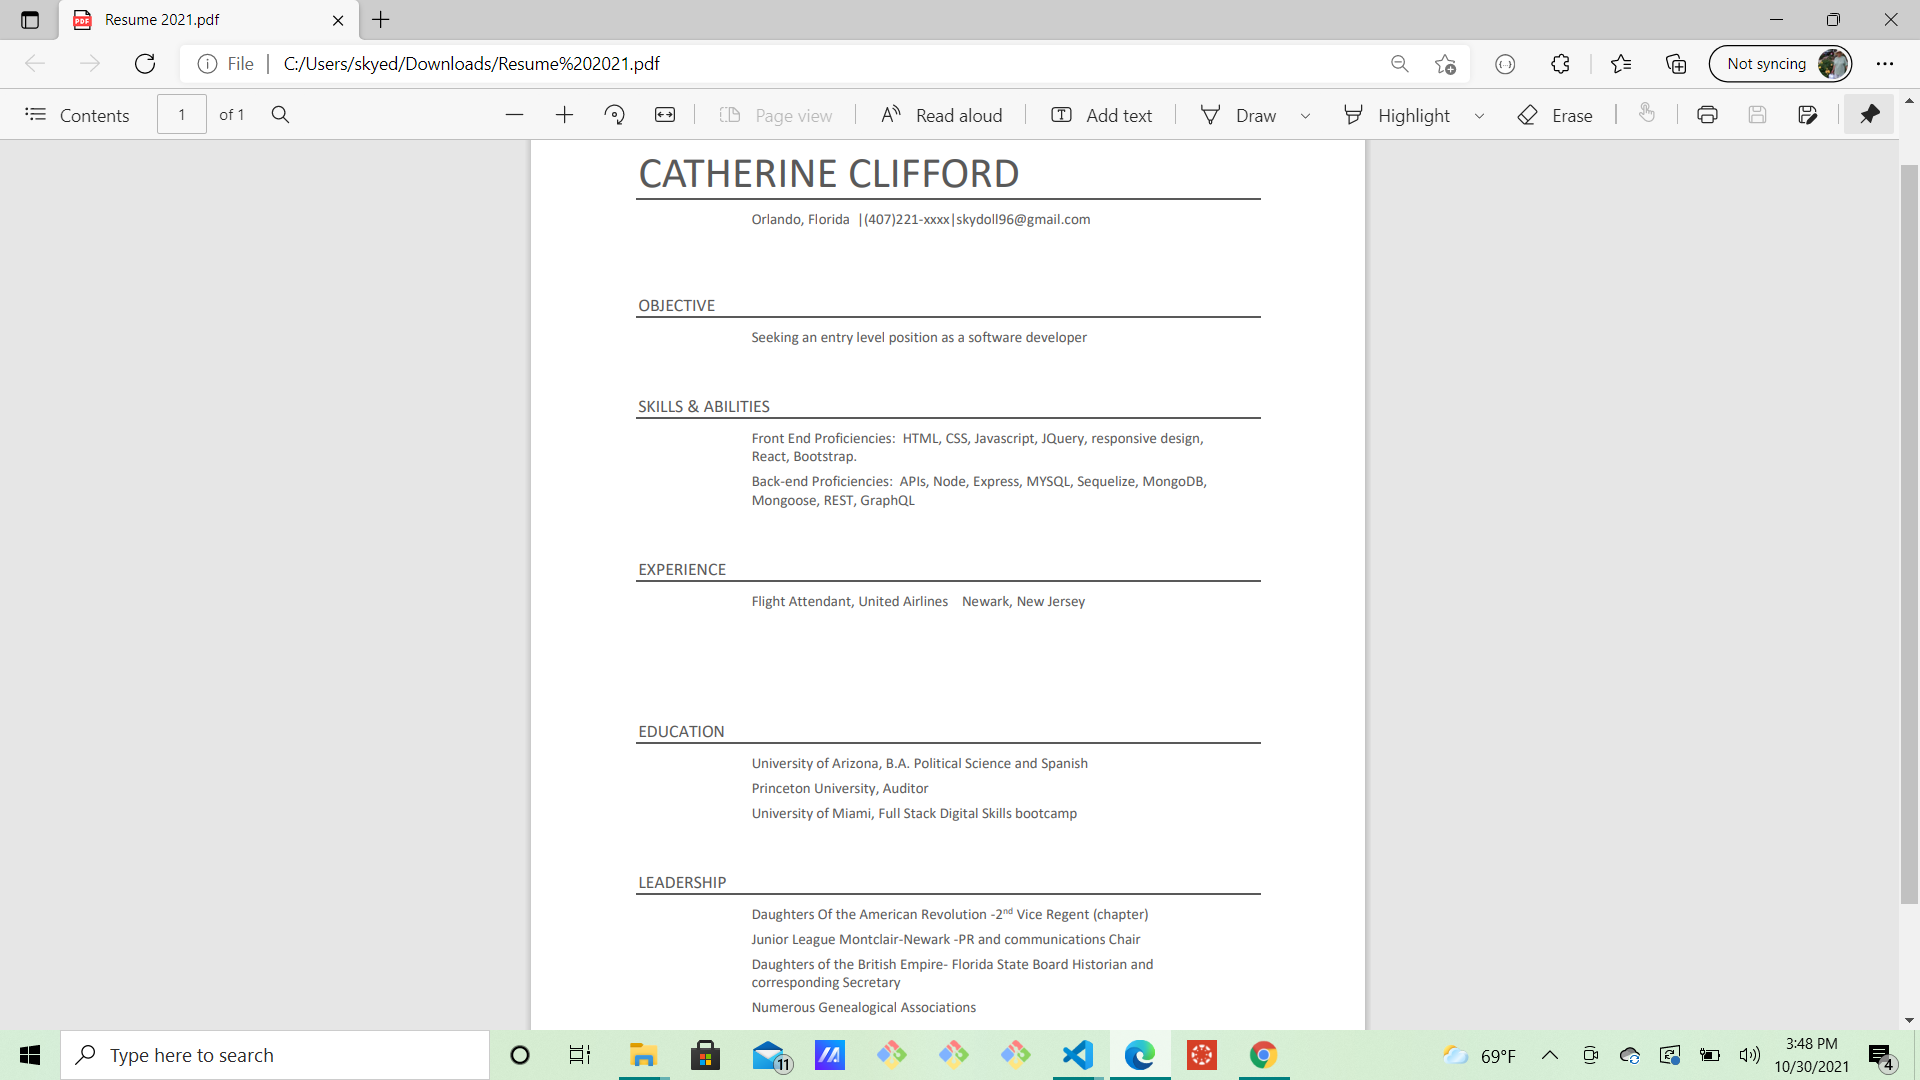 Resume 2021.pdf
File
C:/Users/skyed/Downloads/Resume%202021.pdf
Not syncing
Contents
1 of 1
Page view
Read aloud
Add text
Draw
Highlight
Erase
CATHERINE CLIFFORD
Orlando, Florida |(407)221-xxxx|skydoll96@gmail.com
OBJECTIVE
Seeking an entry level position as a software developer
SKILLS & ABILITIES
Front End Proficiencies: HTML, CSS, Javascript, JQuery, responsive design,
React, Bootstrap.
Back-end Proficiencies: APIs, Node, Express, MYSQL, Sequelize, MongoDB,
Mongoose, REST, GraphQL
EXPERIENCE
Flight Attendant, United Airlines Newark, New Jersey
EDUCATION
University of Arizona, B.A. Political Science and Spanish
Princeton University, Auditor
University of Miami, Full Stack Digital Skills bootcamp
LEADERSHIP
Daughters Of the American Revolution -2nd Vice Regent (chapter)
Junior League Montclair-Newark -PR and communications Chair
Daughters of the British Empire- Florida State Board Historian and
corresponding Secretary
Numerous Genealogical Associations
Type here to search
11
69°F
3:48 PM
10/30/2021
4